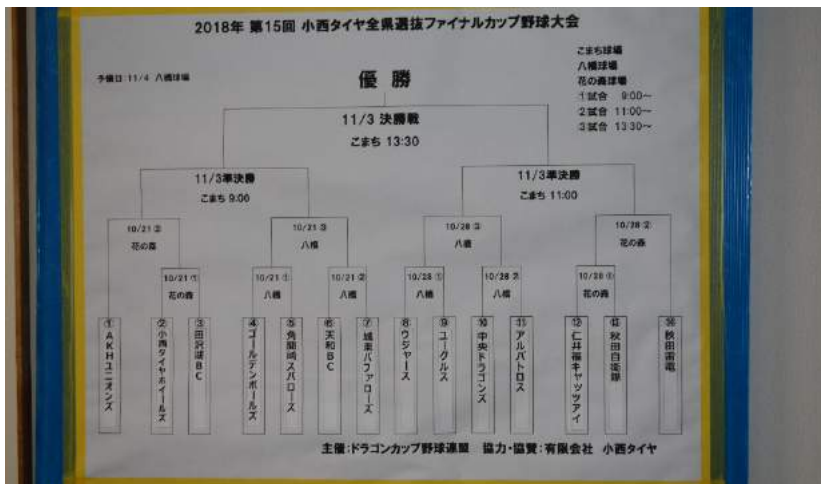 2018年 第15回 小西タイヤ全県選抜ファイナルカップ野球大会
予備日:11/4 八橋球場
優 勝
こまち球場
八橋球場
花の森球場
①試合 9:00～
②試合 11:00～
③試合 13:30～
11/3 決勝戦
こまち 13:30
11/3準決勝
こまち 9:00
11/3準決勝
こまち 11:00
10/21 ②
花の森
10/21 ③
八橋
10/28 ③
八橋
10/28 ②
花の森
10/21 ①
花の森
10/21 ①
八橋
10/21 ②
八橋
10/28 ①
八橋
10/28 ②
八橋
10/28 ①
花の森
①AKHユニオンズ
②小西タイヤホイールズ
③田沢湖BC
④ゴールデンボールズ
⑤角間崎スパローズ
⑥天和BC
⑦城東バファローズ
⑧ウジャース
⑨ユーグルス
⑩中央ドラゴンズ
⑪アルバトロス
⑫仁井福キャッツアイ
⑬秋田自衛隊
⑭秋田雷電
主催:ドラゴンカップ野球連盟 協力・協賛:有限会社 小西タイヤ